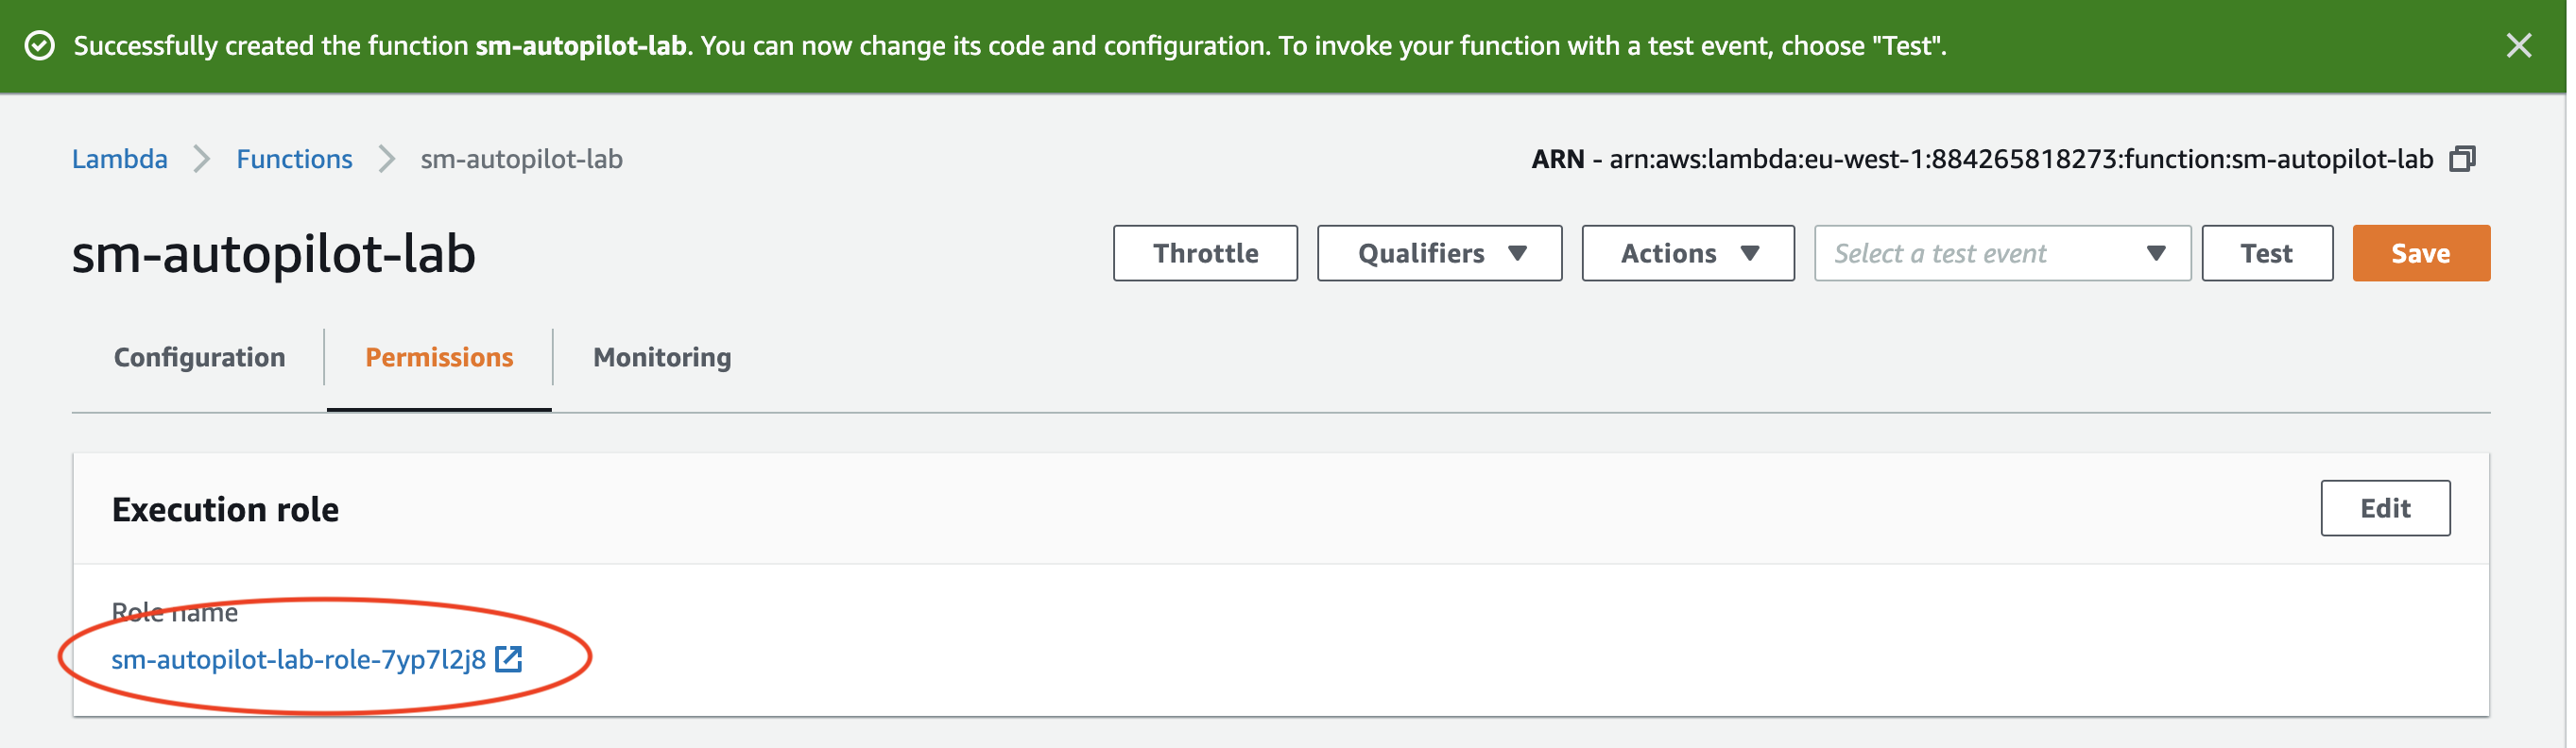 Successfully created the function sm-autopilot-lab. You can now change its code and configuration. To invoke your function with a test event, choose "Test".
Lambda > Functions > sm-autopilot-lab
ARN - arn:aws:lambda:eu-west-1:884265818273:function:sm-autopilot-lab
sm-autopilot-lab
Throttle Qualifiers Actions Select a test event Test Save
Configuration Permissions Monitoring
Execution role
Edit
Role name
sm-autopilot-lab-role-7yp7l2j8